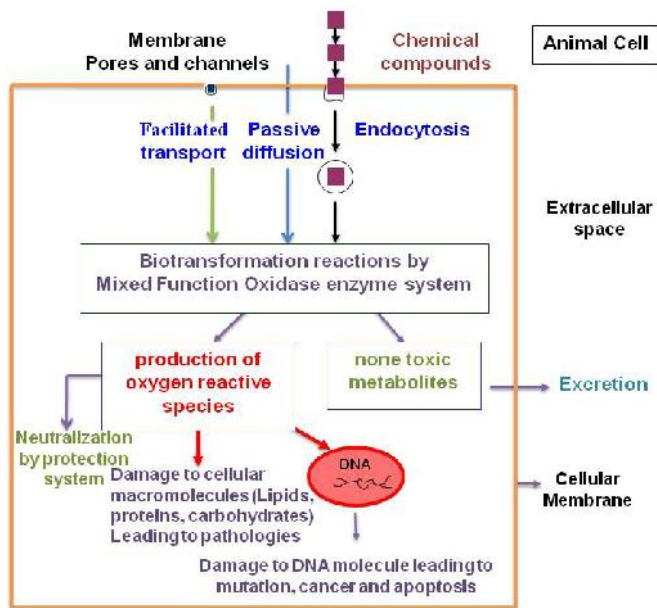 Membrane
Pores and channels
Chemical
compounds
Animal Cell
Facilitated
transport
Passive
diffusion
Endocytosis
Extracellular
space
Biotransformation reactions by
Mixed Function Oxidase enzyme system
production of
oxygen reactive
species
none toxic
metabolites
Excretion
Neutralization
by protection
system
Damage to cellular
macromolecules (Lipids,
proteins, carbohydrates)
Leading to pathologies
DNA
Cellular
Membrane
Damage to DNA molecule leading to
mutation, cancer and apoptosis